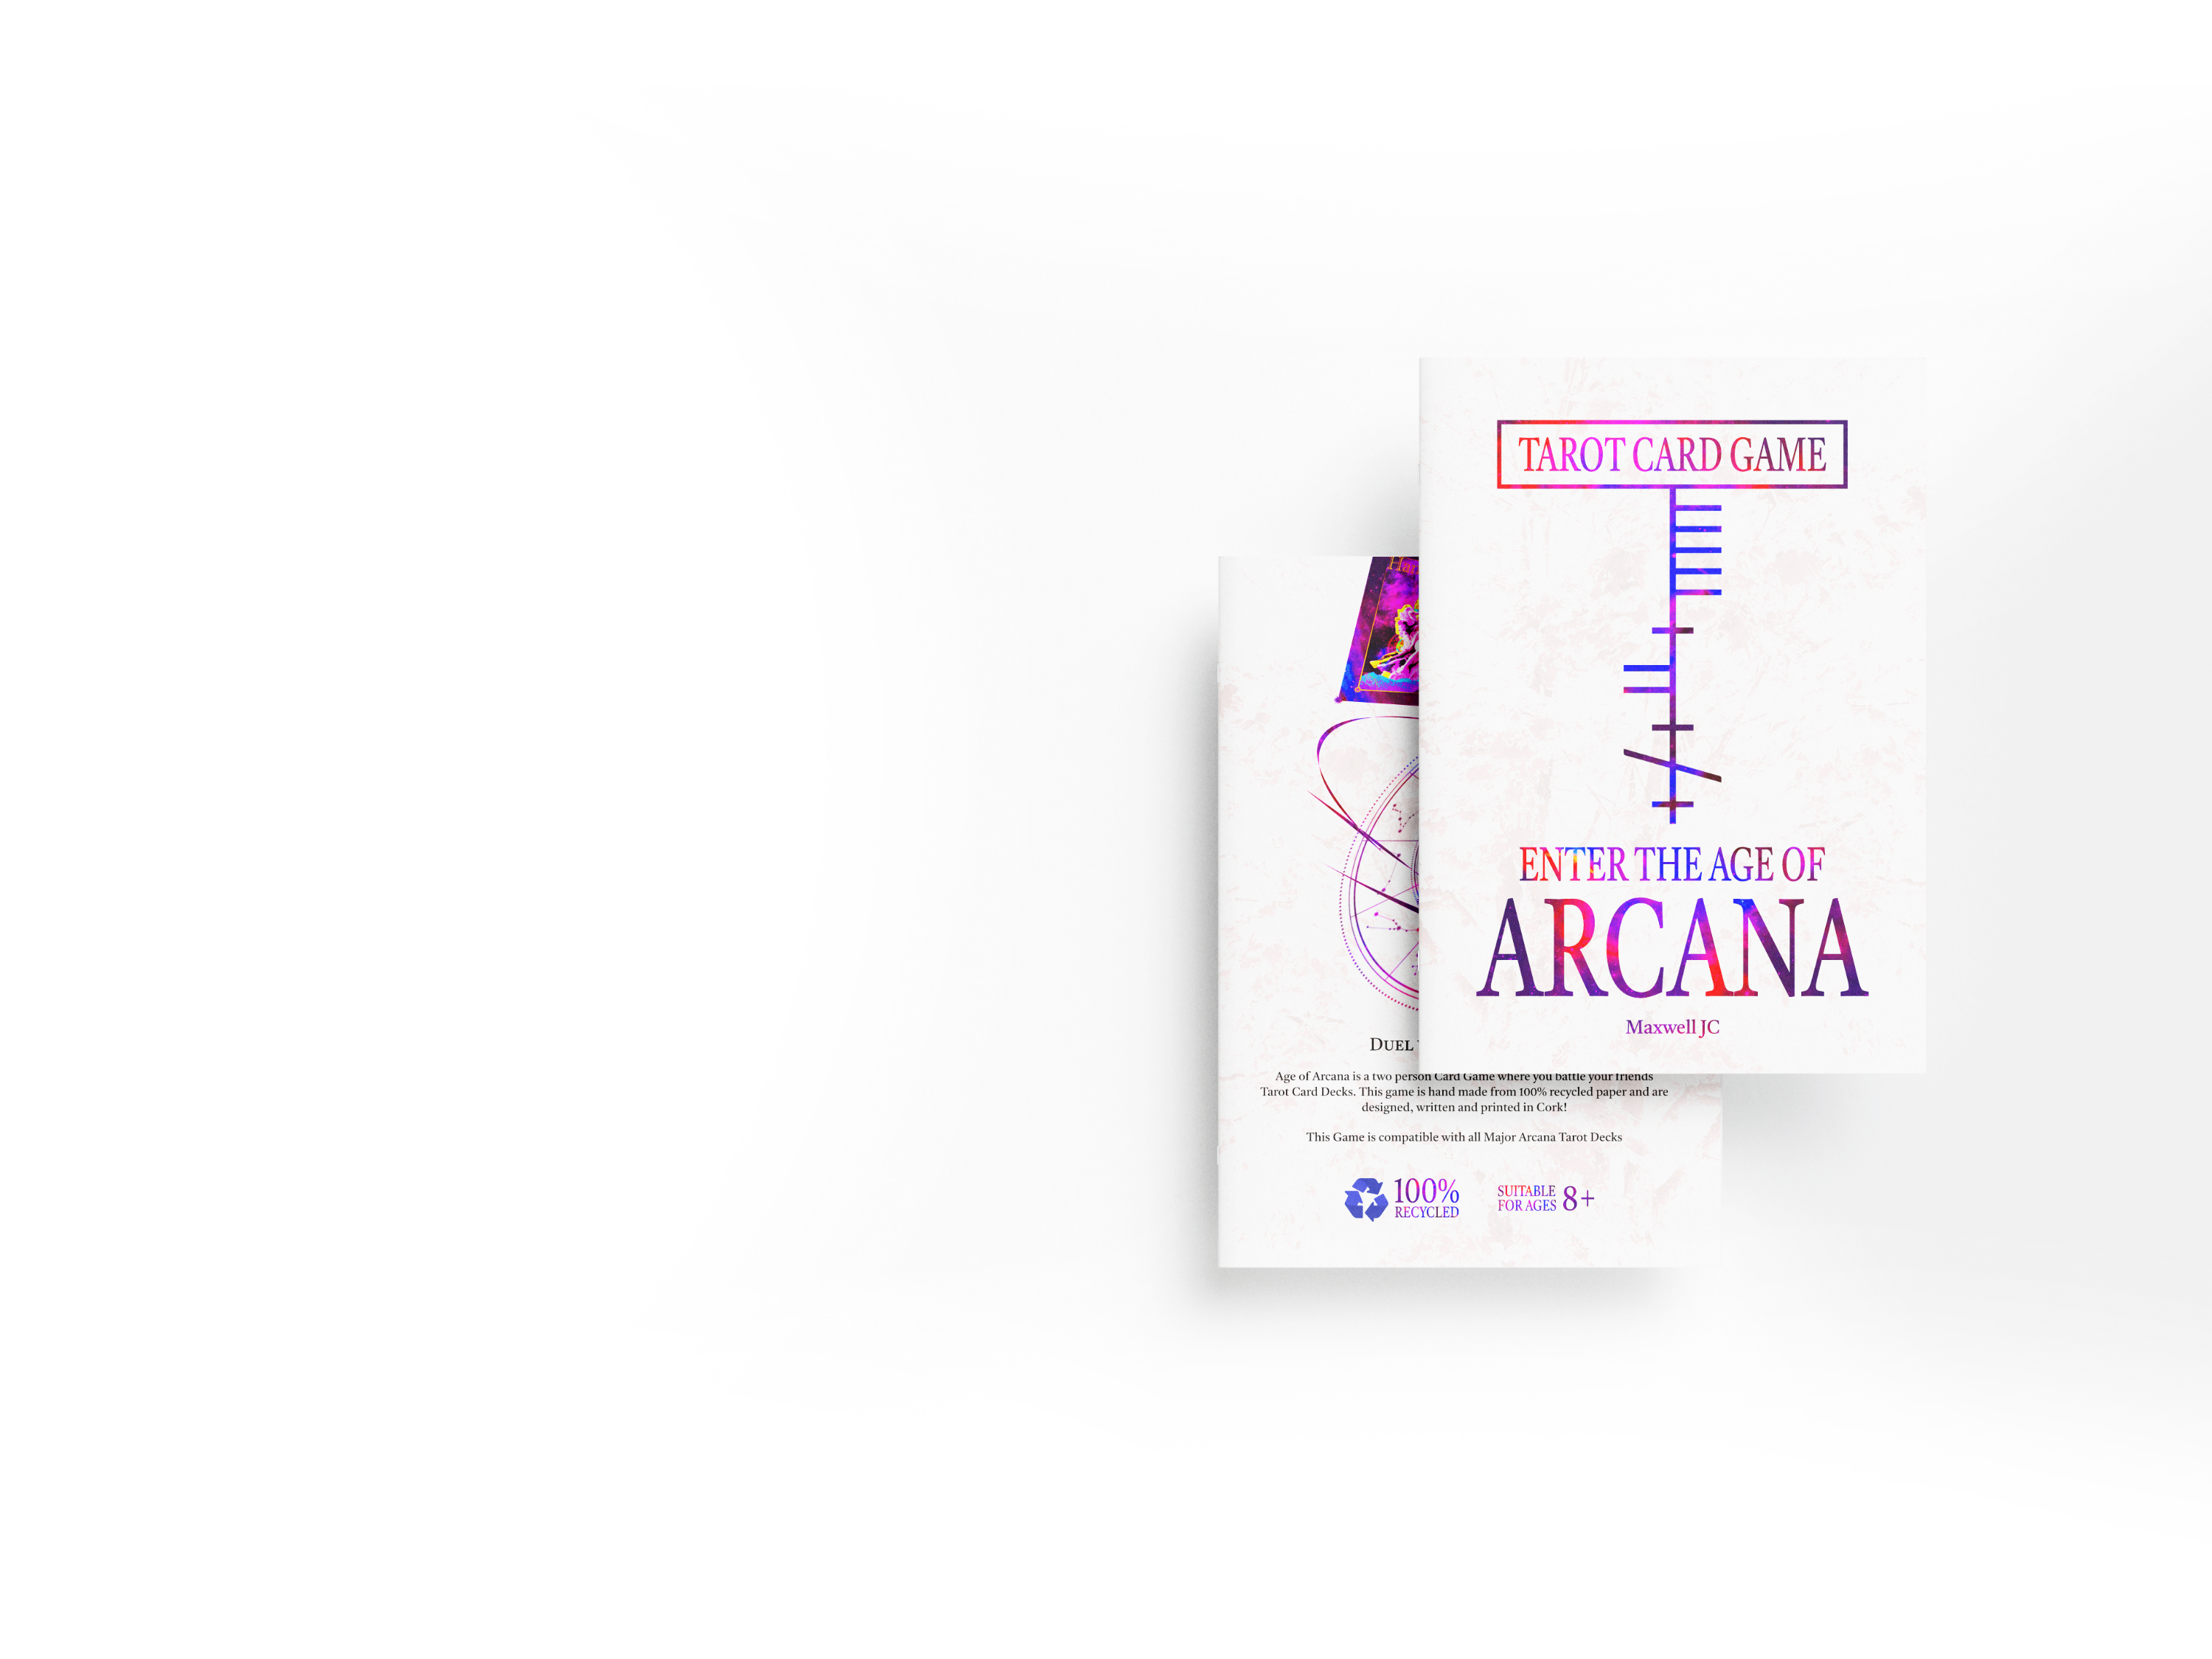 TAROT CARD GAME
ENTER THE AGE OF
ARCANA
Maxwell JC
DUEL
Age of Arcana is a two person Card Game where you battle your friends
Tarot Card Decks. This game is hand made from 100% recycled paper and are
designed, written and printed in Cork!
This Game is compatible with all Major Arcana Tarot Decks
100%
RECYCLED
SUITABLE
FOR AGES 8+